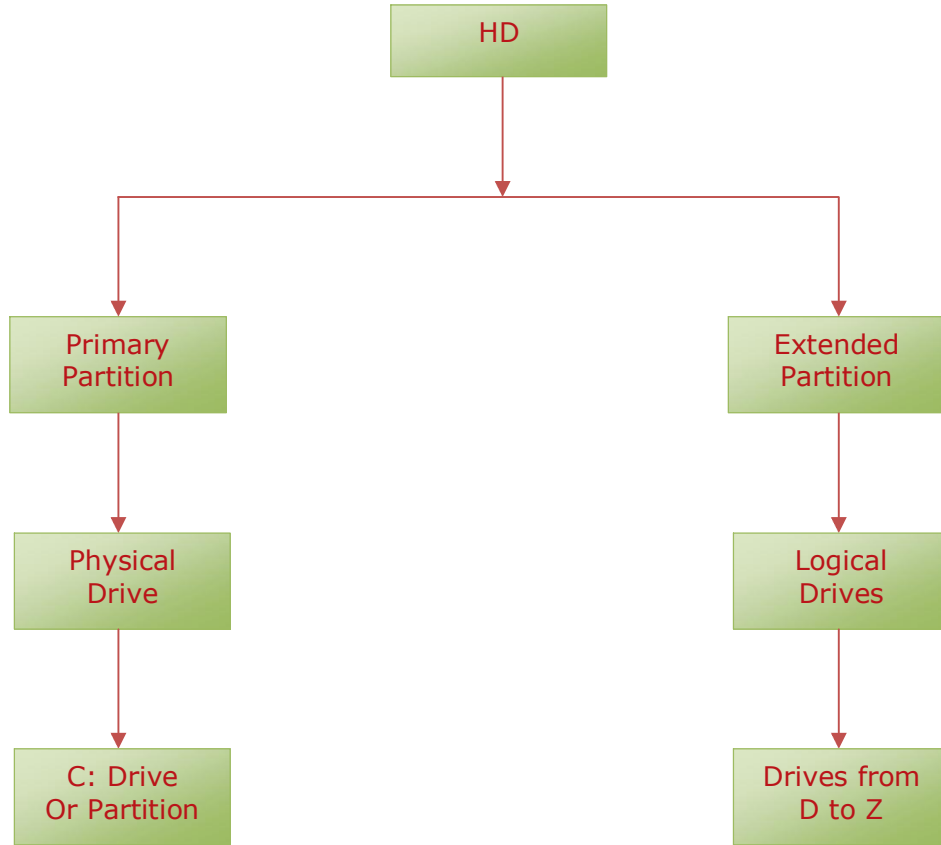 HD
Primary
Partition
Extended
Partition
Physical
Drive
Logical
Drives
C: Drive
Or Partition
Drives from
D to Z